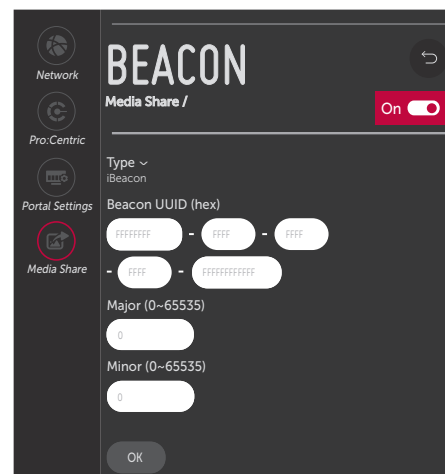 Network
Pro:Centric
Portal Settings
Media Share
BEACON
Media Share /
On
Type
iBeacon
Beacon UUID (hex)
FFFFFFFF - FFFF - FFFF
- FFFF - FFFFFFFFFFFF
Major (0~65535)
0
Minor (0~65535)
0
OK